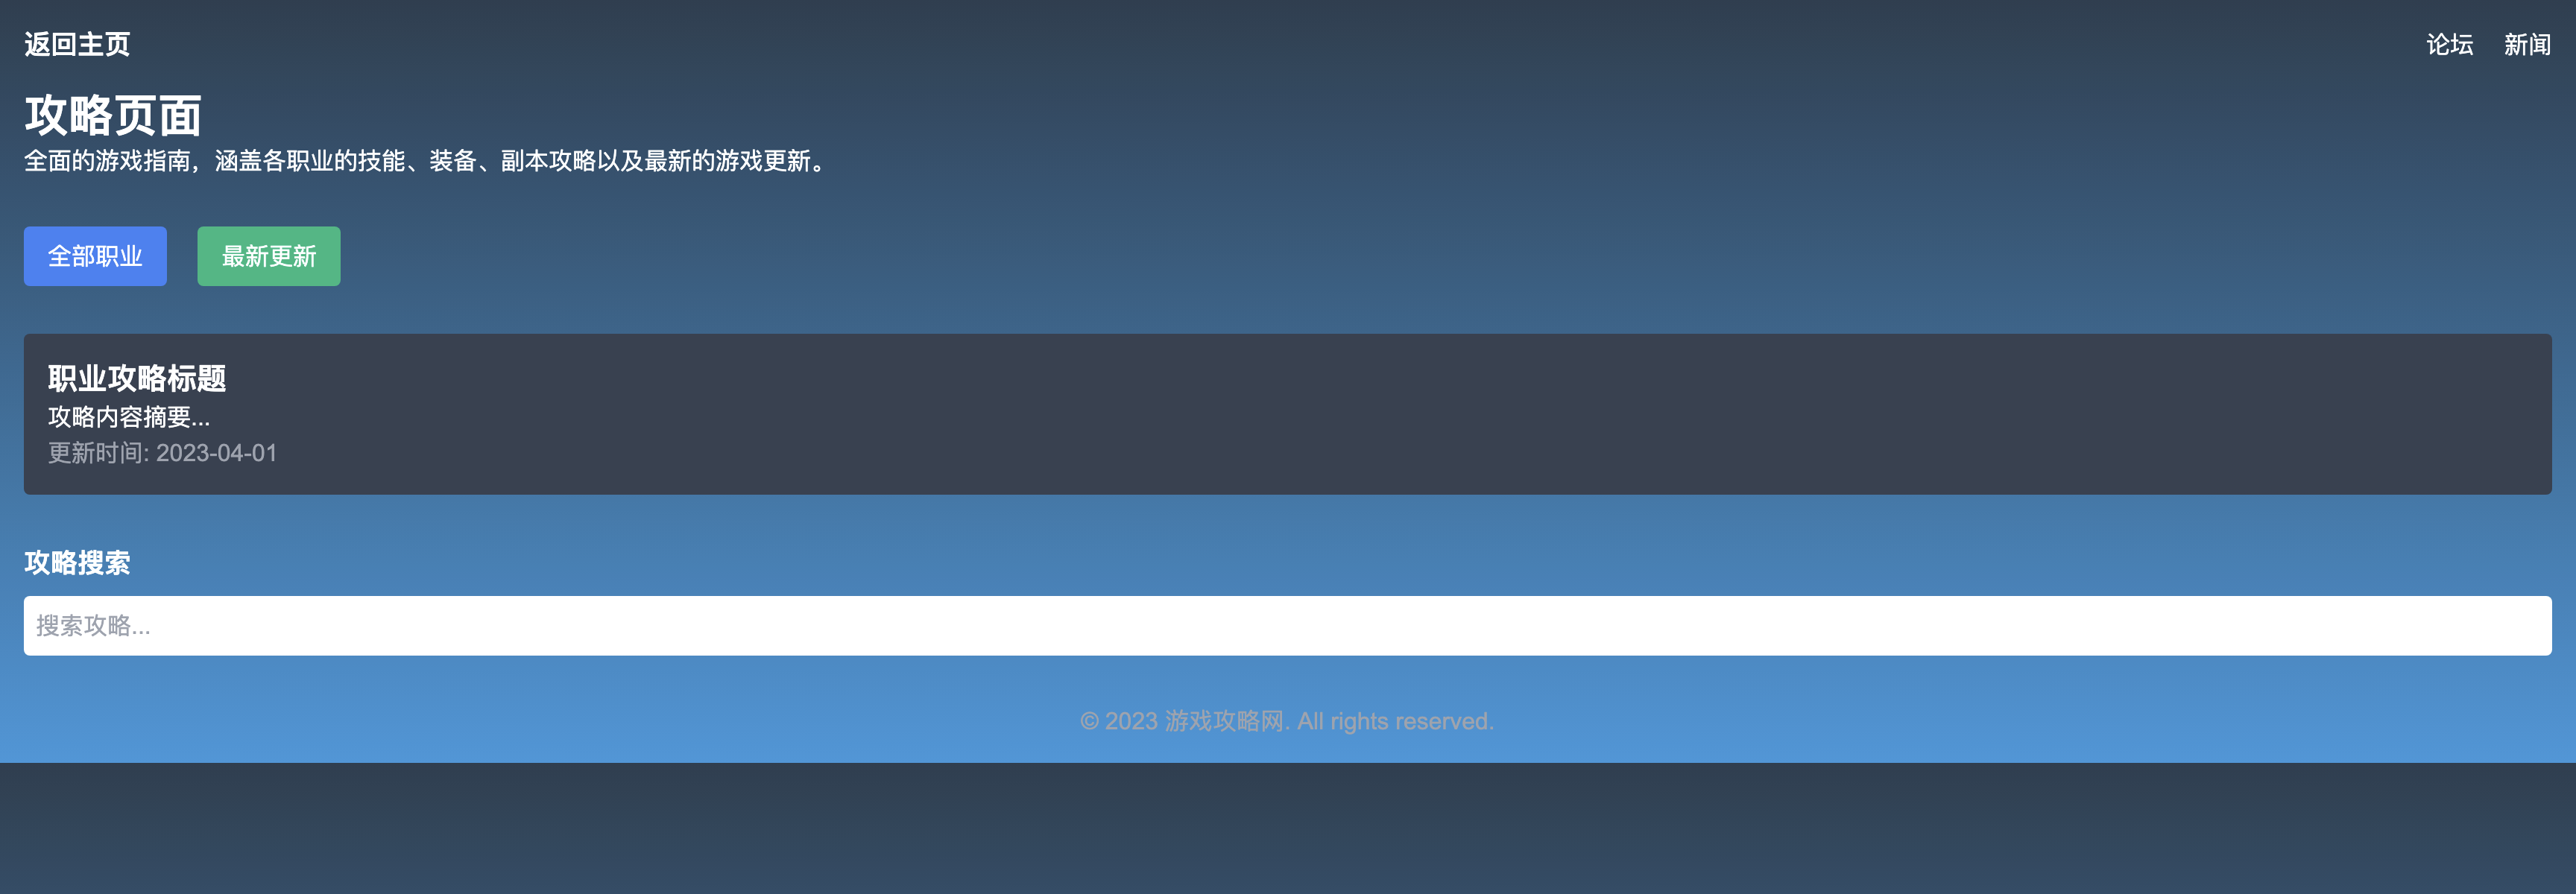 返回主页
论坛 新闻
攻略页面
全面的游戏指南，涵盖各职业的技能、装备、副本攻略以及最新的游戏更新。
全部职业 最新更新
职业攻略标题
攻略内容摘要...
更新时间: 2023-04-01
攻略搜索
搜索攻略...
© 2023 游戏攻略网. All rights reserved.